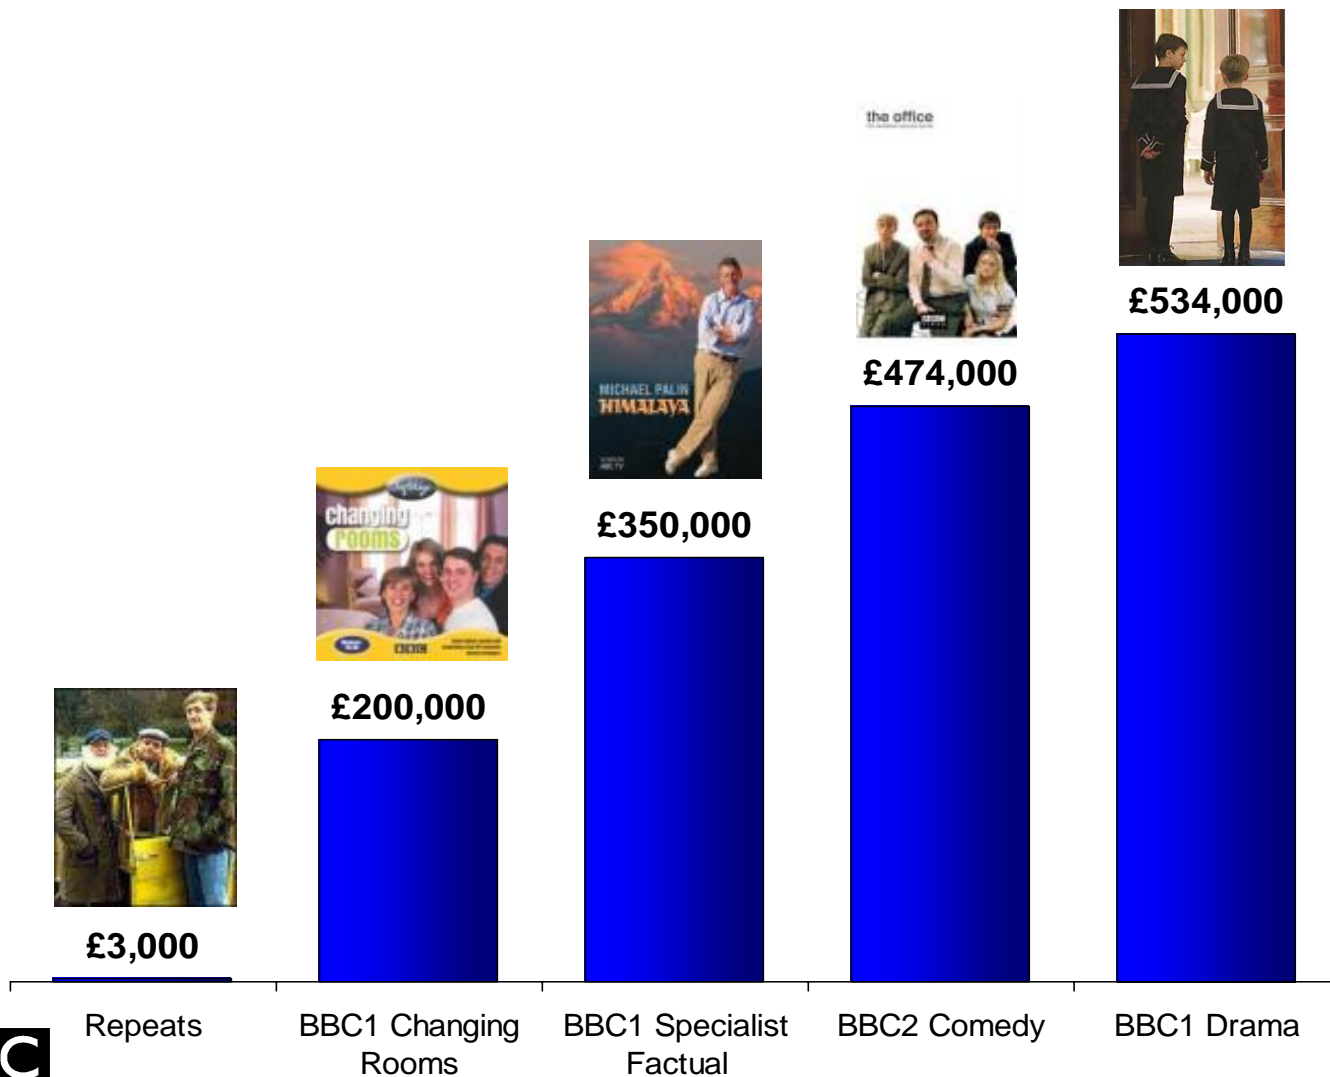 the office
£534,000
£474,000
MICHAEL PALIN
HIMALAYA
£350,000
changing
rooms
BBC
£200,000
£3,000
Repeats
BBC1 Changing
Rooms
BBC1 Specialist
Factual
BBC2 Comedy
BBC1 Drama
C